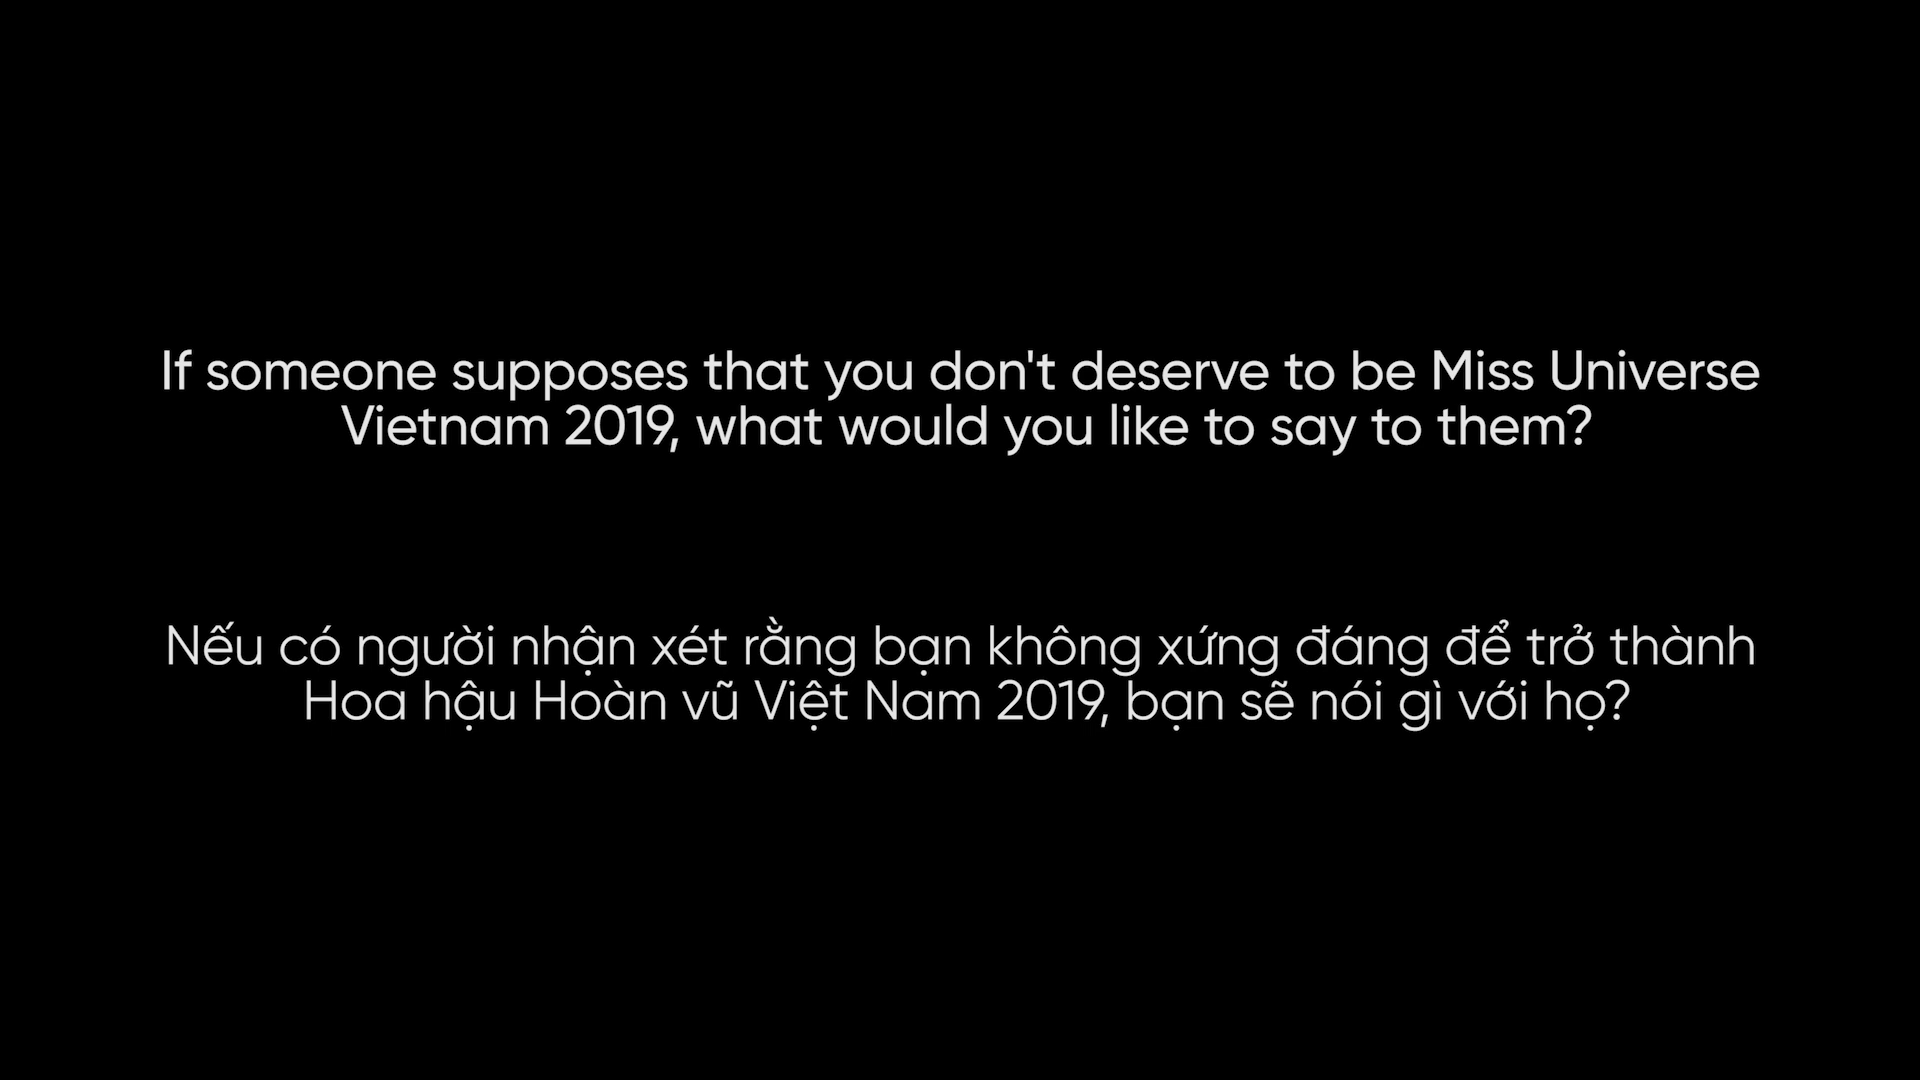 If someone supposes that you don't deserve to be Miss Universe
Vietnam 2019, what would you like to say to them?
Nếu có người nhận xét rằng bạn không xứng đáng để trở thành
Hoa hậu Hoàn vũ Việt Nam 2019, bạn sẽ nói gì với họ?